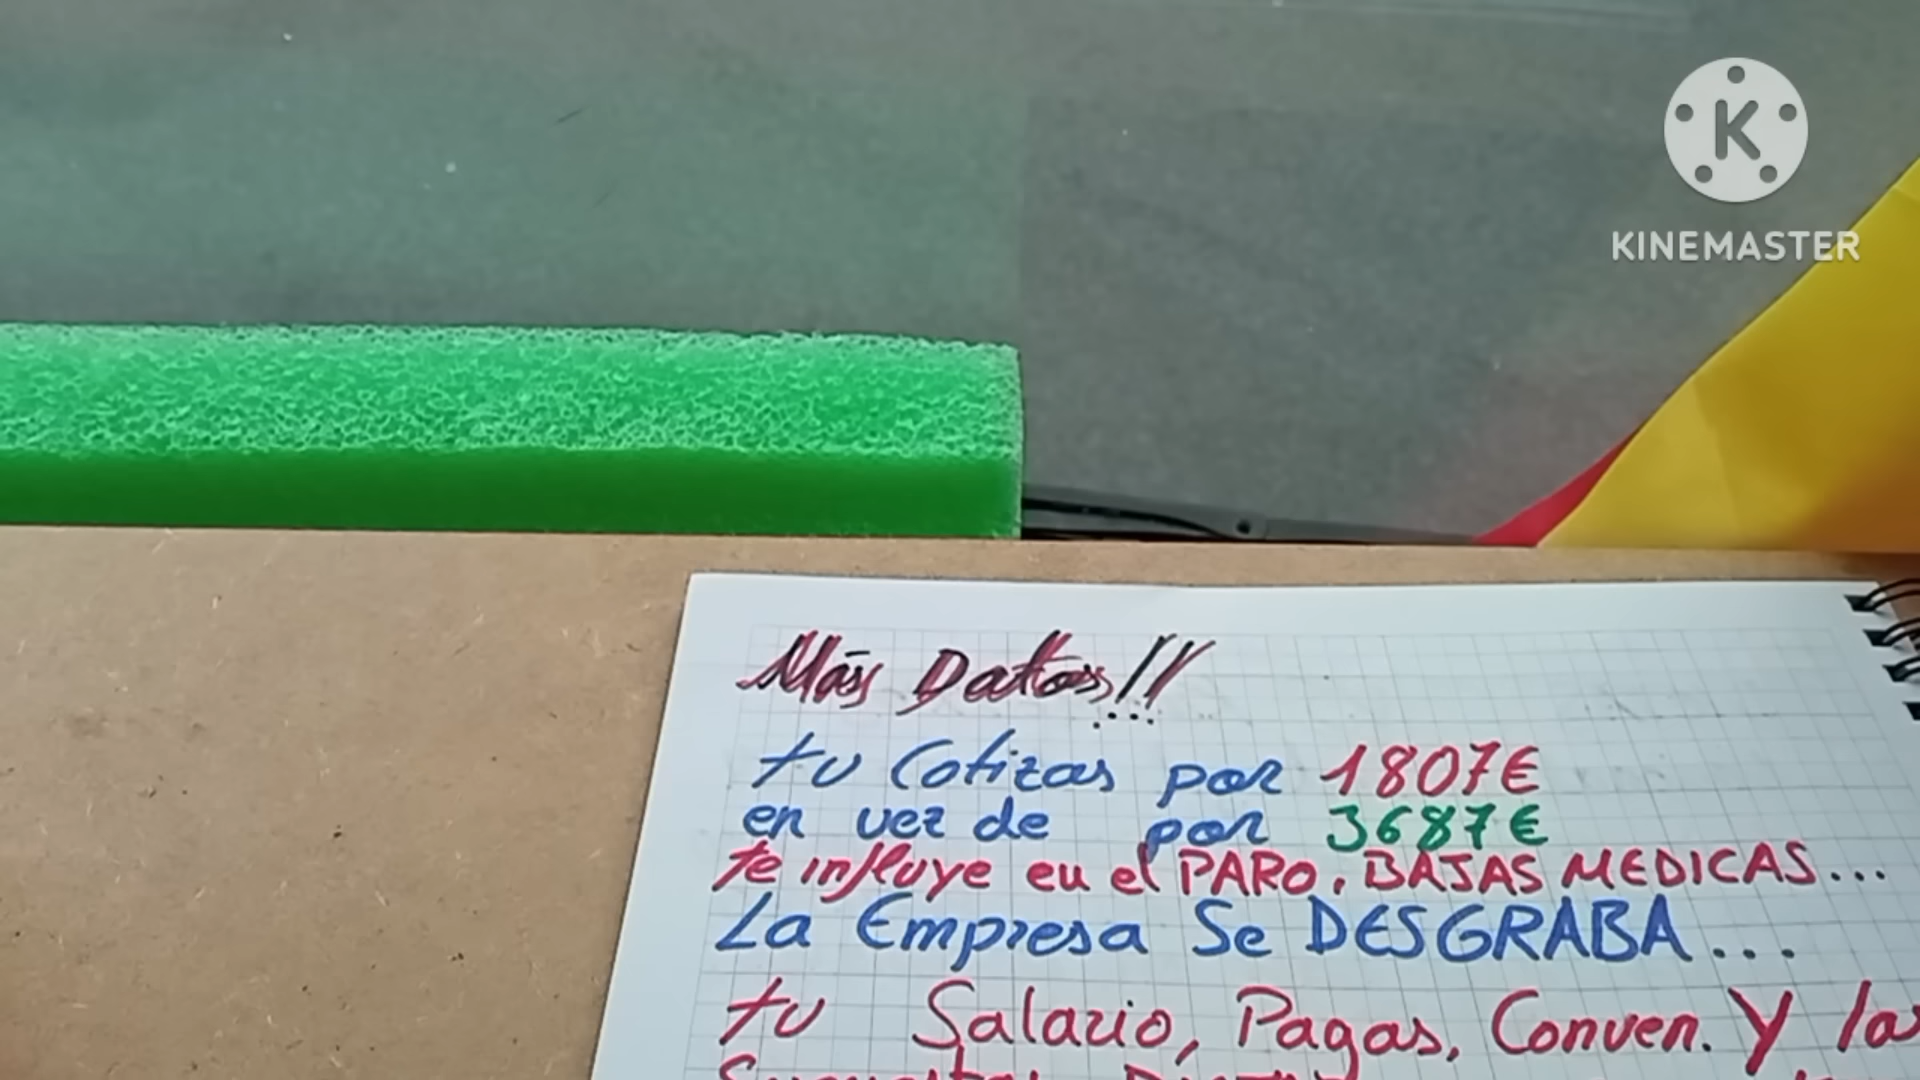 K
KINEMASTER
Más Datos!!
...
tu Cotizas por 1807€
en vez de por 3687€
te influye en el PARO, BAJAS MEDICAS...
La Empresa Se DESGRABA...
tu Salario, Pagas, Conven. Y las